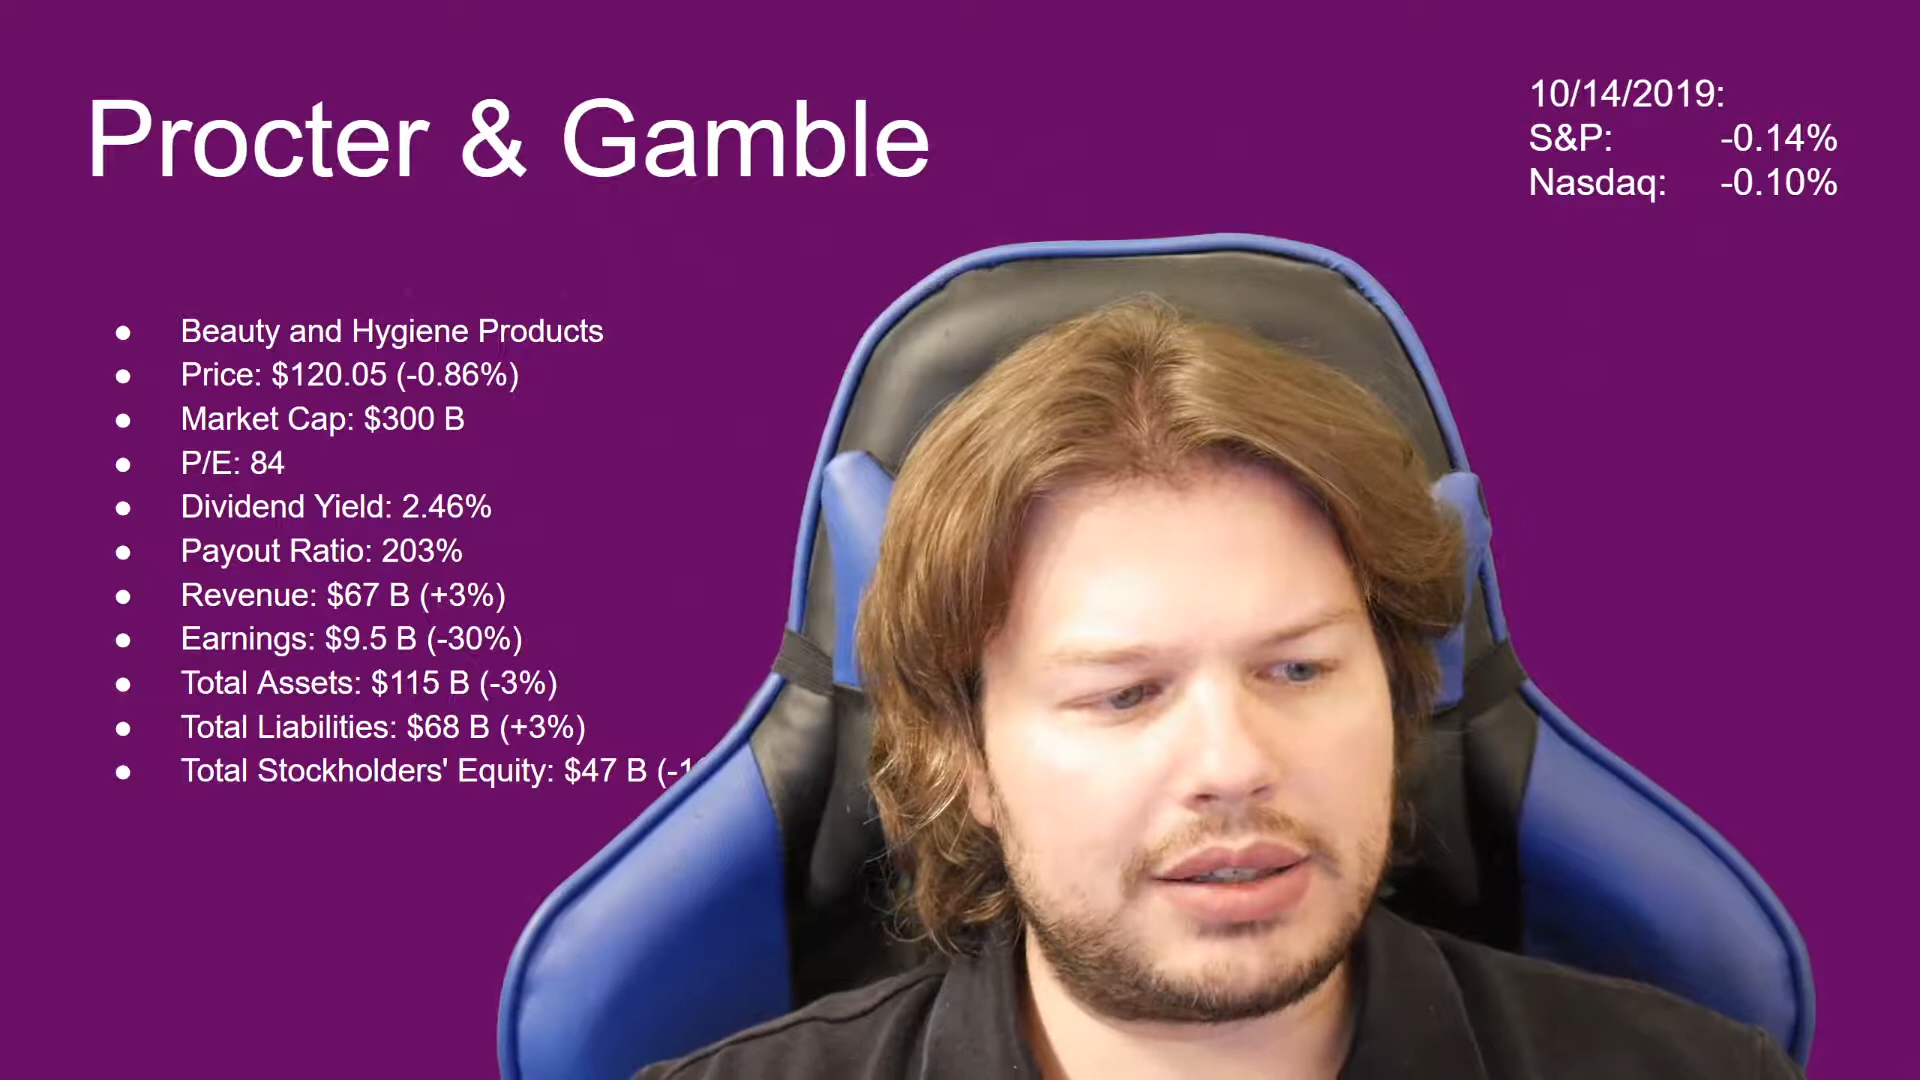 Procter & Gamble
10/14/2019:
S&P: -0.14%
Nasdaq: -0.10%
● Beauty and Hygiene Products
● Price: $120.05 (-0.86%)
● Market Cap: $300 B
● P/E: 84
● Dividend Yield: 2.46%
● Payout Ratio: 203%
● Revenue: $67 B (+3%)
● Earnings: $9.5 B (-30%)
● Total Assets: $115 B (-3%)
● Total Liabilities: $68 B (+3%)
● Total Stockholders' Equity: $47 B